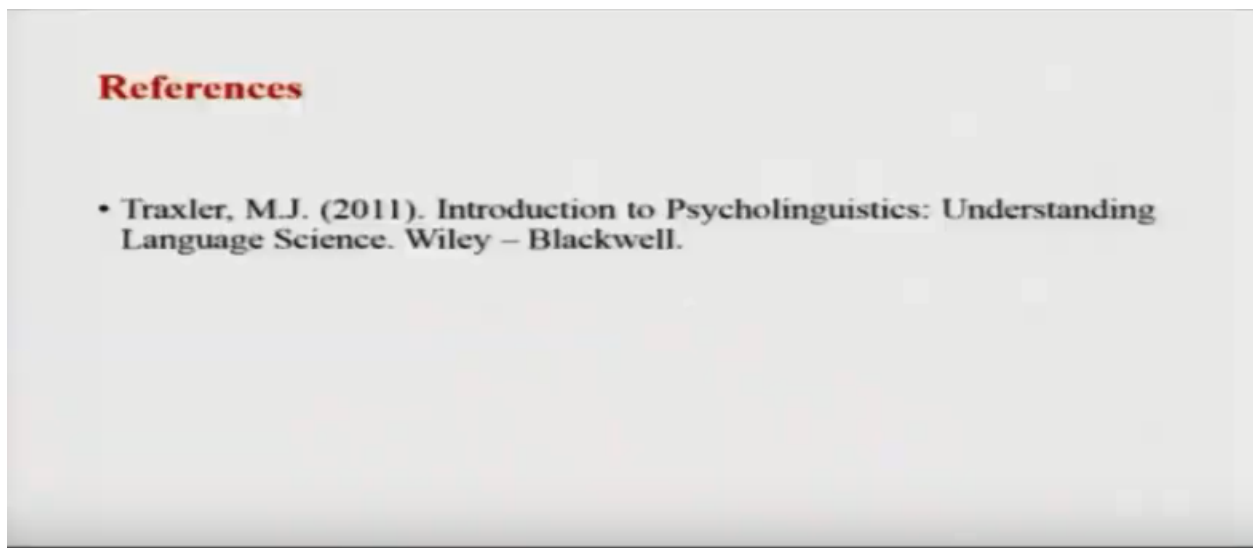 References
• Traxler, M.J. (2011). Introduction to Psycholinguistics: Understanding
Language Science. Wiley – Blackwell.